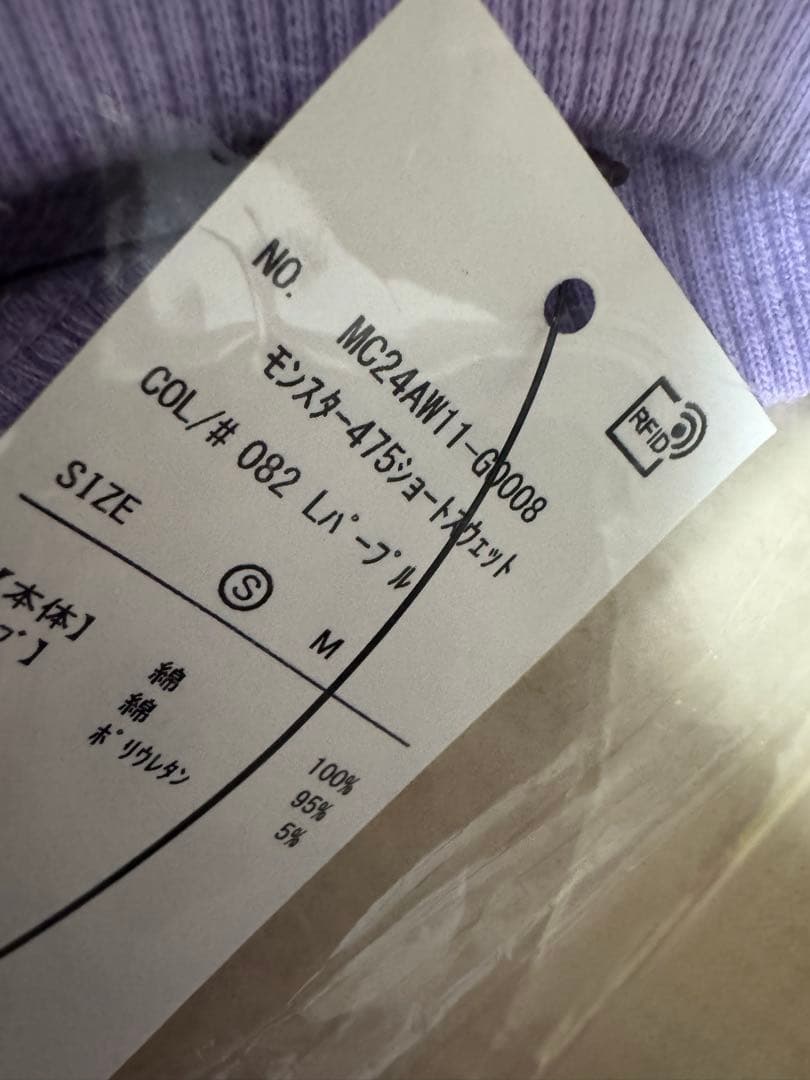 NO. MC24AW11-G0008
ﾓﾝｽﾀｰ475ｼｮｰﾄｽｳｪｯﾄ
COL/# 082 Lﾊﾟｰﾌﾟﾙ
SIZE Ⓢ M
【本体】 綿 100%
ﾌﾞ】 綿 95%
ﾎﾟﾘｳﾚﾀﾝ 5%
RFID